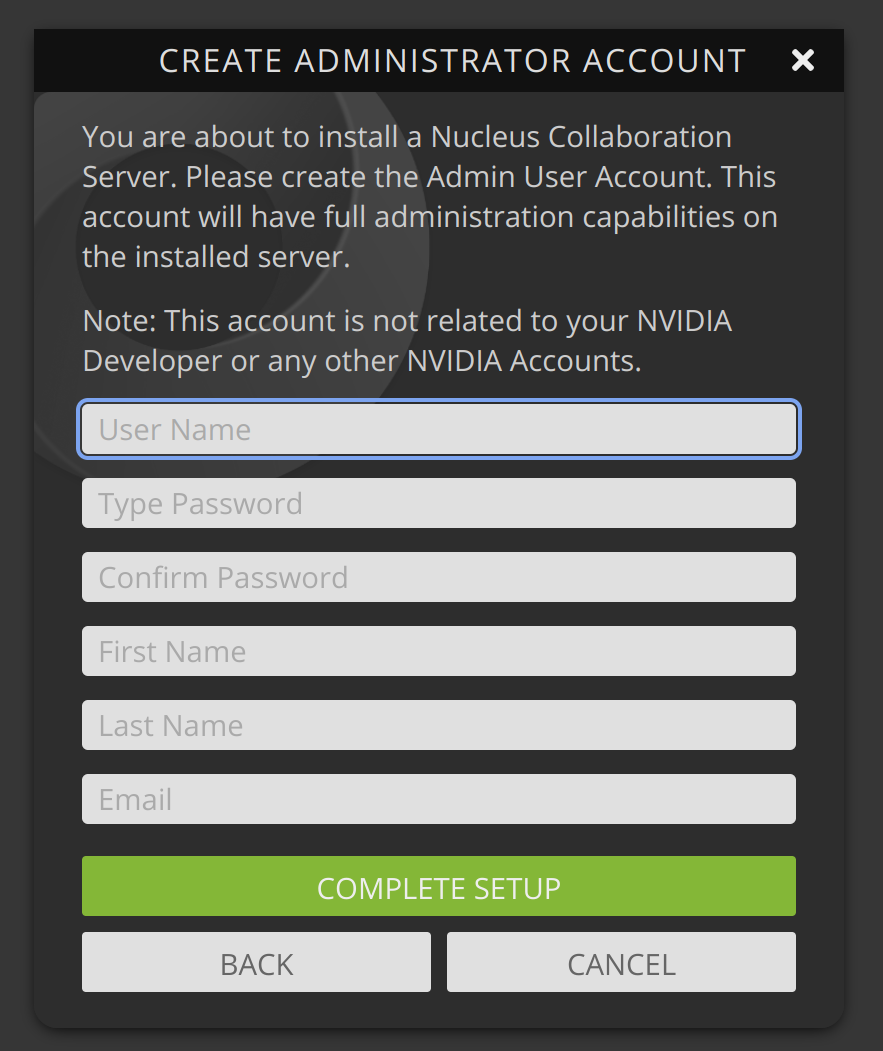 CREATE ADMINISTRATOR ACCOUNT
You are about to install a Nucleus Collaboration
Server. Please create the Admin User Account. This
account will have full administration capabilities on
the installed server.
Note: This account is not related to your NVIDIA
Developer or any other NVIDIA Accounts.
User Name
Type Password
Confirm Password
First Name
Last Name
Email
COMPLETE SETUP
BACK
CANCEL